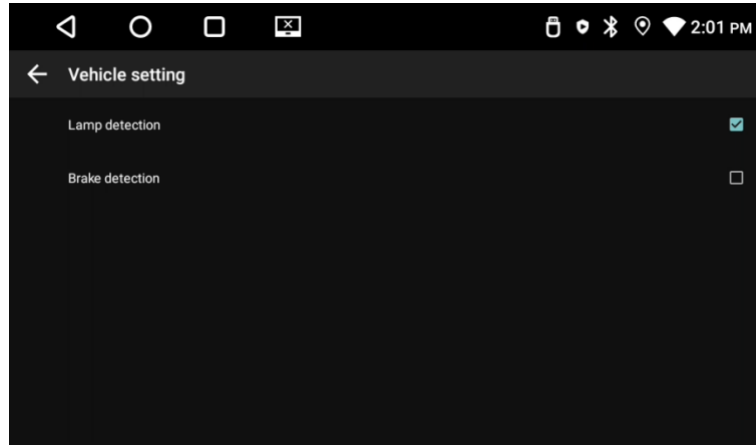 2:01 PM
Vehicle setting
Lamp detection
Brake detection